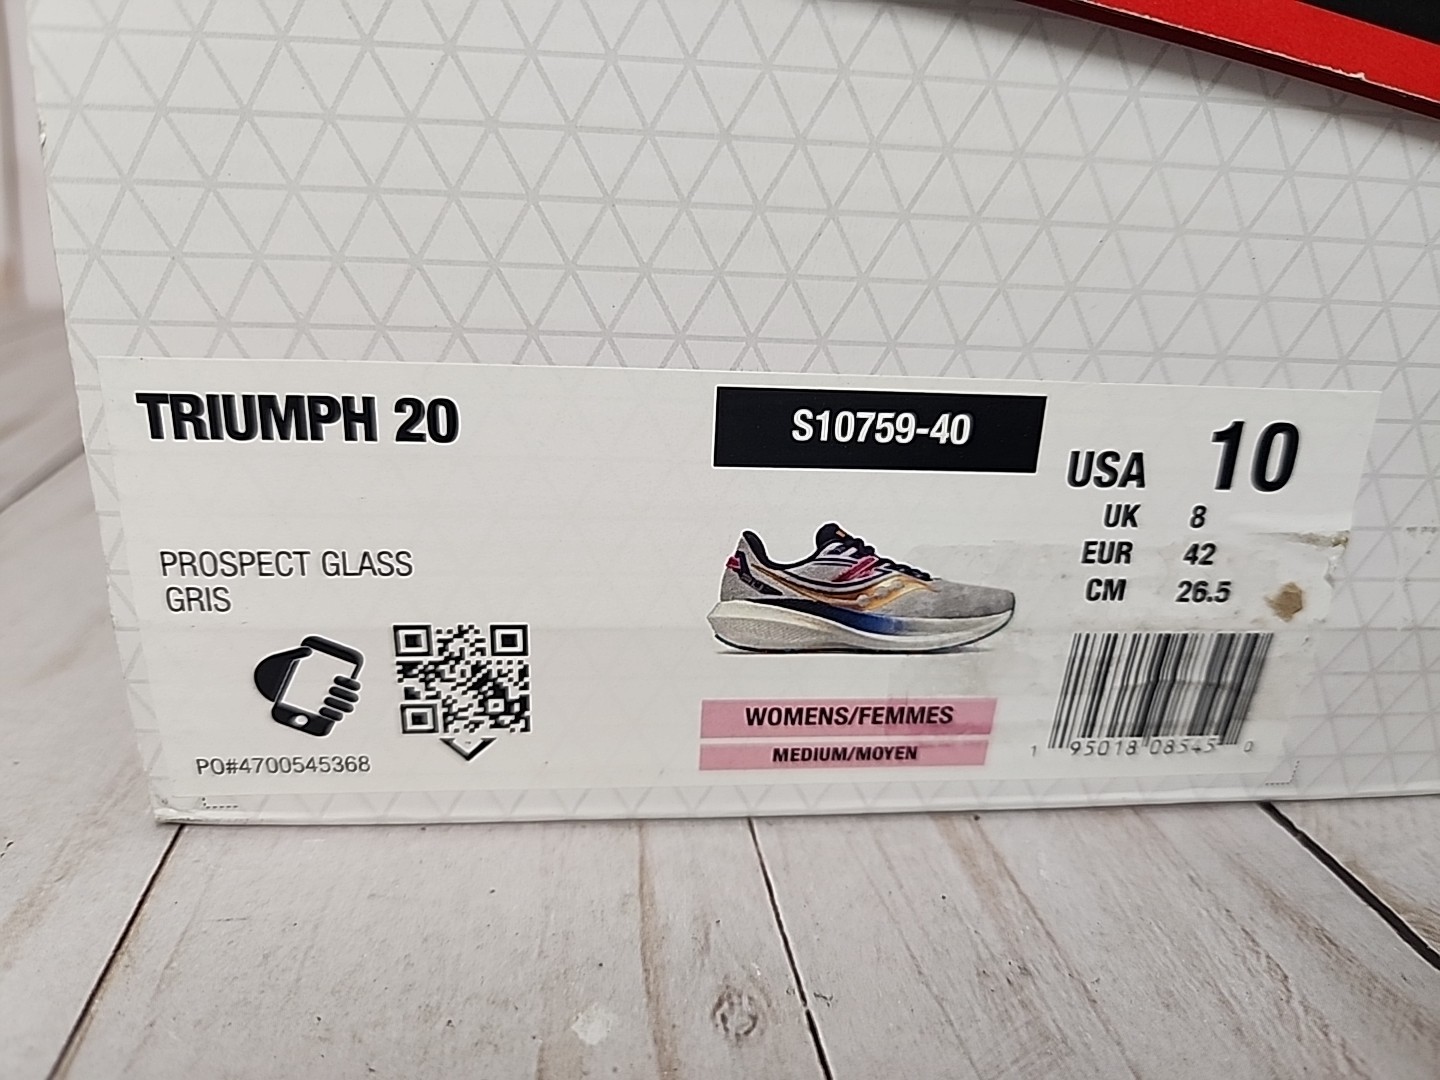 TRIUMPH 20
S10759-40
USA 10
UK 8
EUR 42
CM 26.5
PROSPECT GLASS
GRIS
WOMENS/FEMMES
MEDIUM/MOYEN
PO#4700545368
1 95018 08545 0